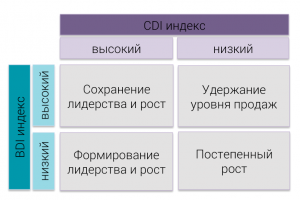 CDI индекс
высокий
низкий
BDI индекс
высокий
Сохранение
лидерства и рост
Удержание
уровня продаж
низкий
Формирование
лидерства и рост
Постепенный
рост